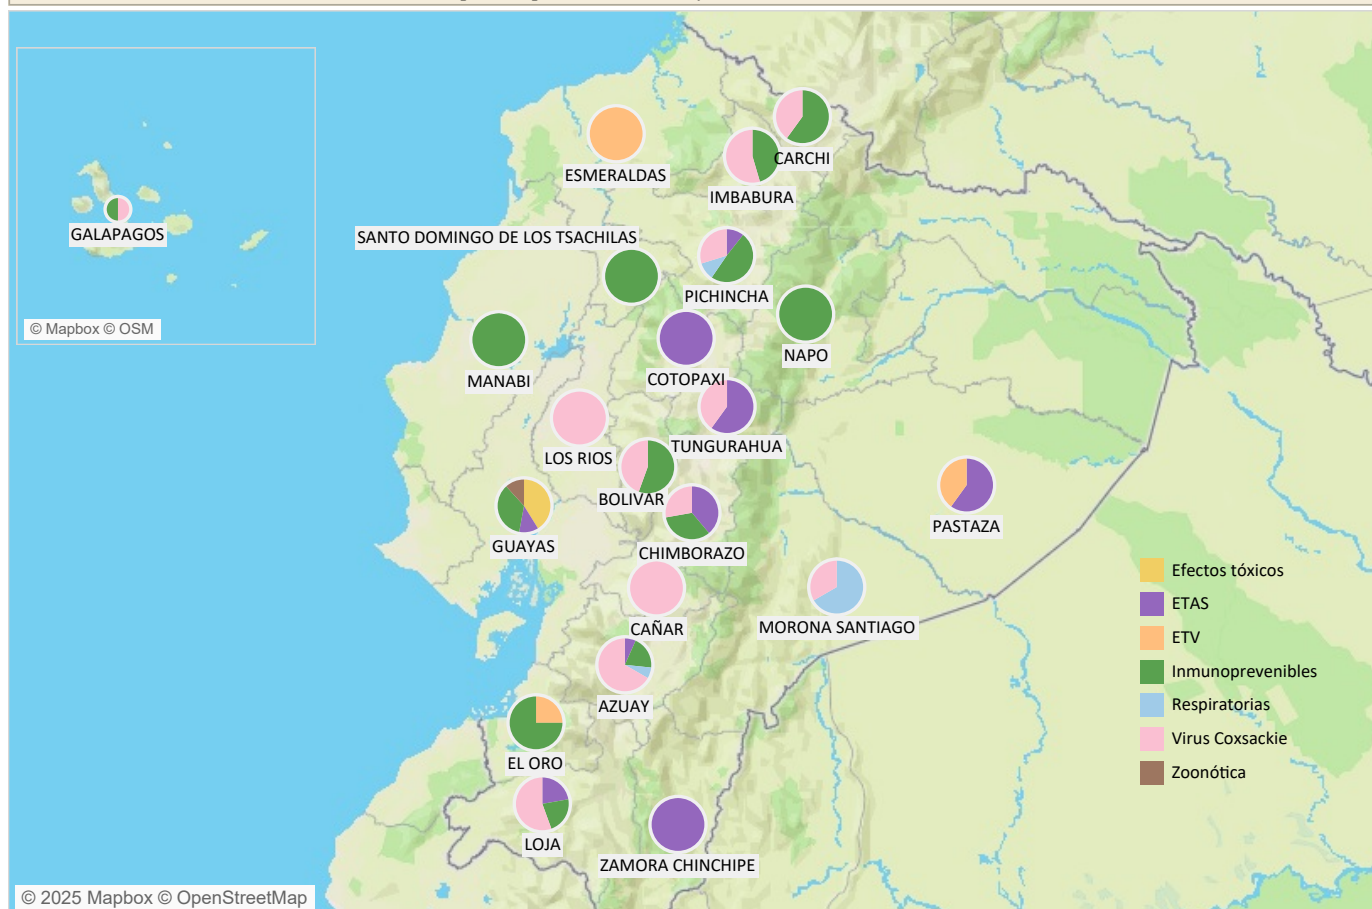 CARCHI
ESMERALDAS
IMBABURA
GALAPAGOS
SANTO DOMINGO DE LOS TSACHILAS
PICHINCHA
© Mapbox © OSM
NAPO
MANABI
COTOPAXI
TUNGURAHUA
LOS RIOS
BOLIVAR
PASTAZA
GUAYAS
CHIMBORAZO
Efectos tóxicos
ETAS
CAÑAR
MORONA SANTIAGO
ETV
Inmunoprevenibles
Respiratorias
AZUAY
Virus Coxsackie
EL ORO
Zoonótica
LOJA
ZAMORA CHINCHIPE
© 2025 Mapbox © OpenStreetMap